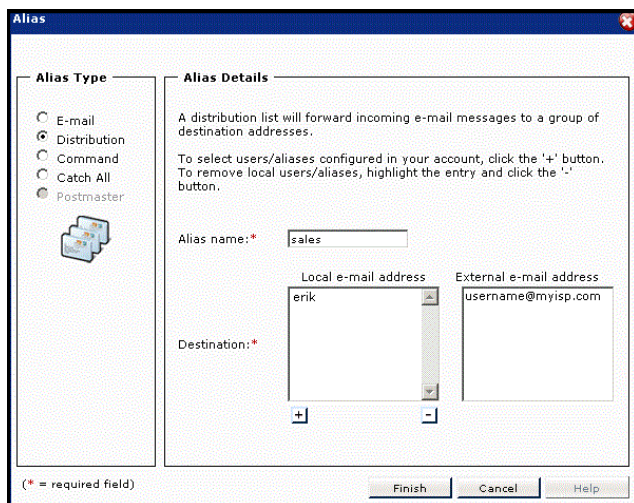 Alias
Alias Type
E-mail
Distribution
Command
Catch All
Postmaster
Alias Details
A distribution list will forward incoming e-mail messages to a group of
destination addresses.
To select users/aliases configured in your account, click the '+' button.
To remove local users/aliases, highlight the entry and click the '-'
button.
Alias name:* sales
Local e-mail address External e-mail address
erik username@myisp.com
Destination:*
+ -
(* = required field)
Finish Cancel Help